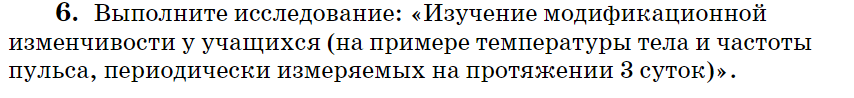 6. Выполните исследование: «Изучение модификационной
изменчивости у учащихся (на примере температуры тела и частоты
пульса, периодически измеряемых на протяжении 3 суток)».